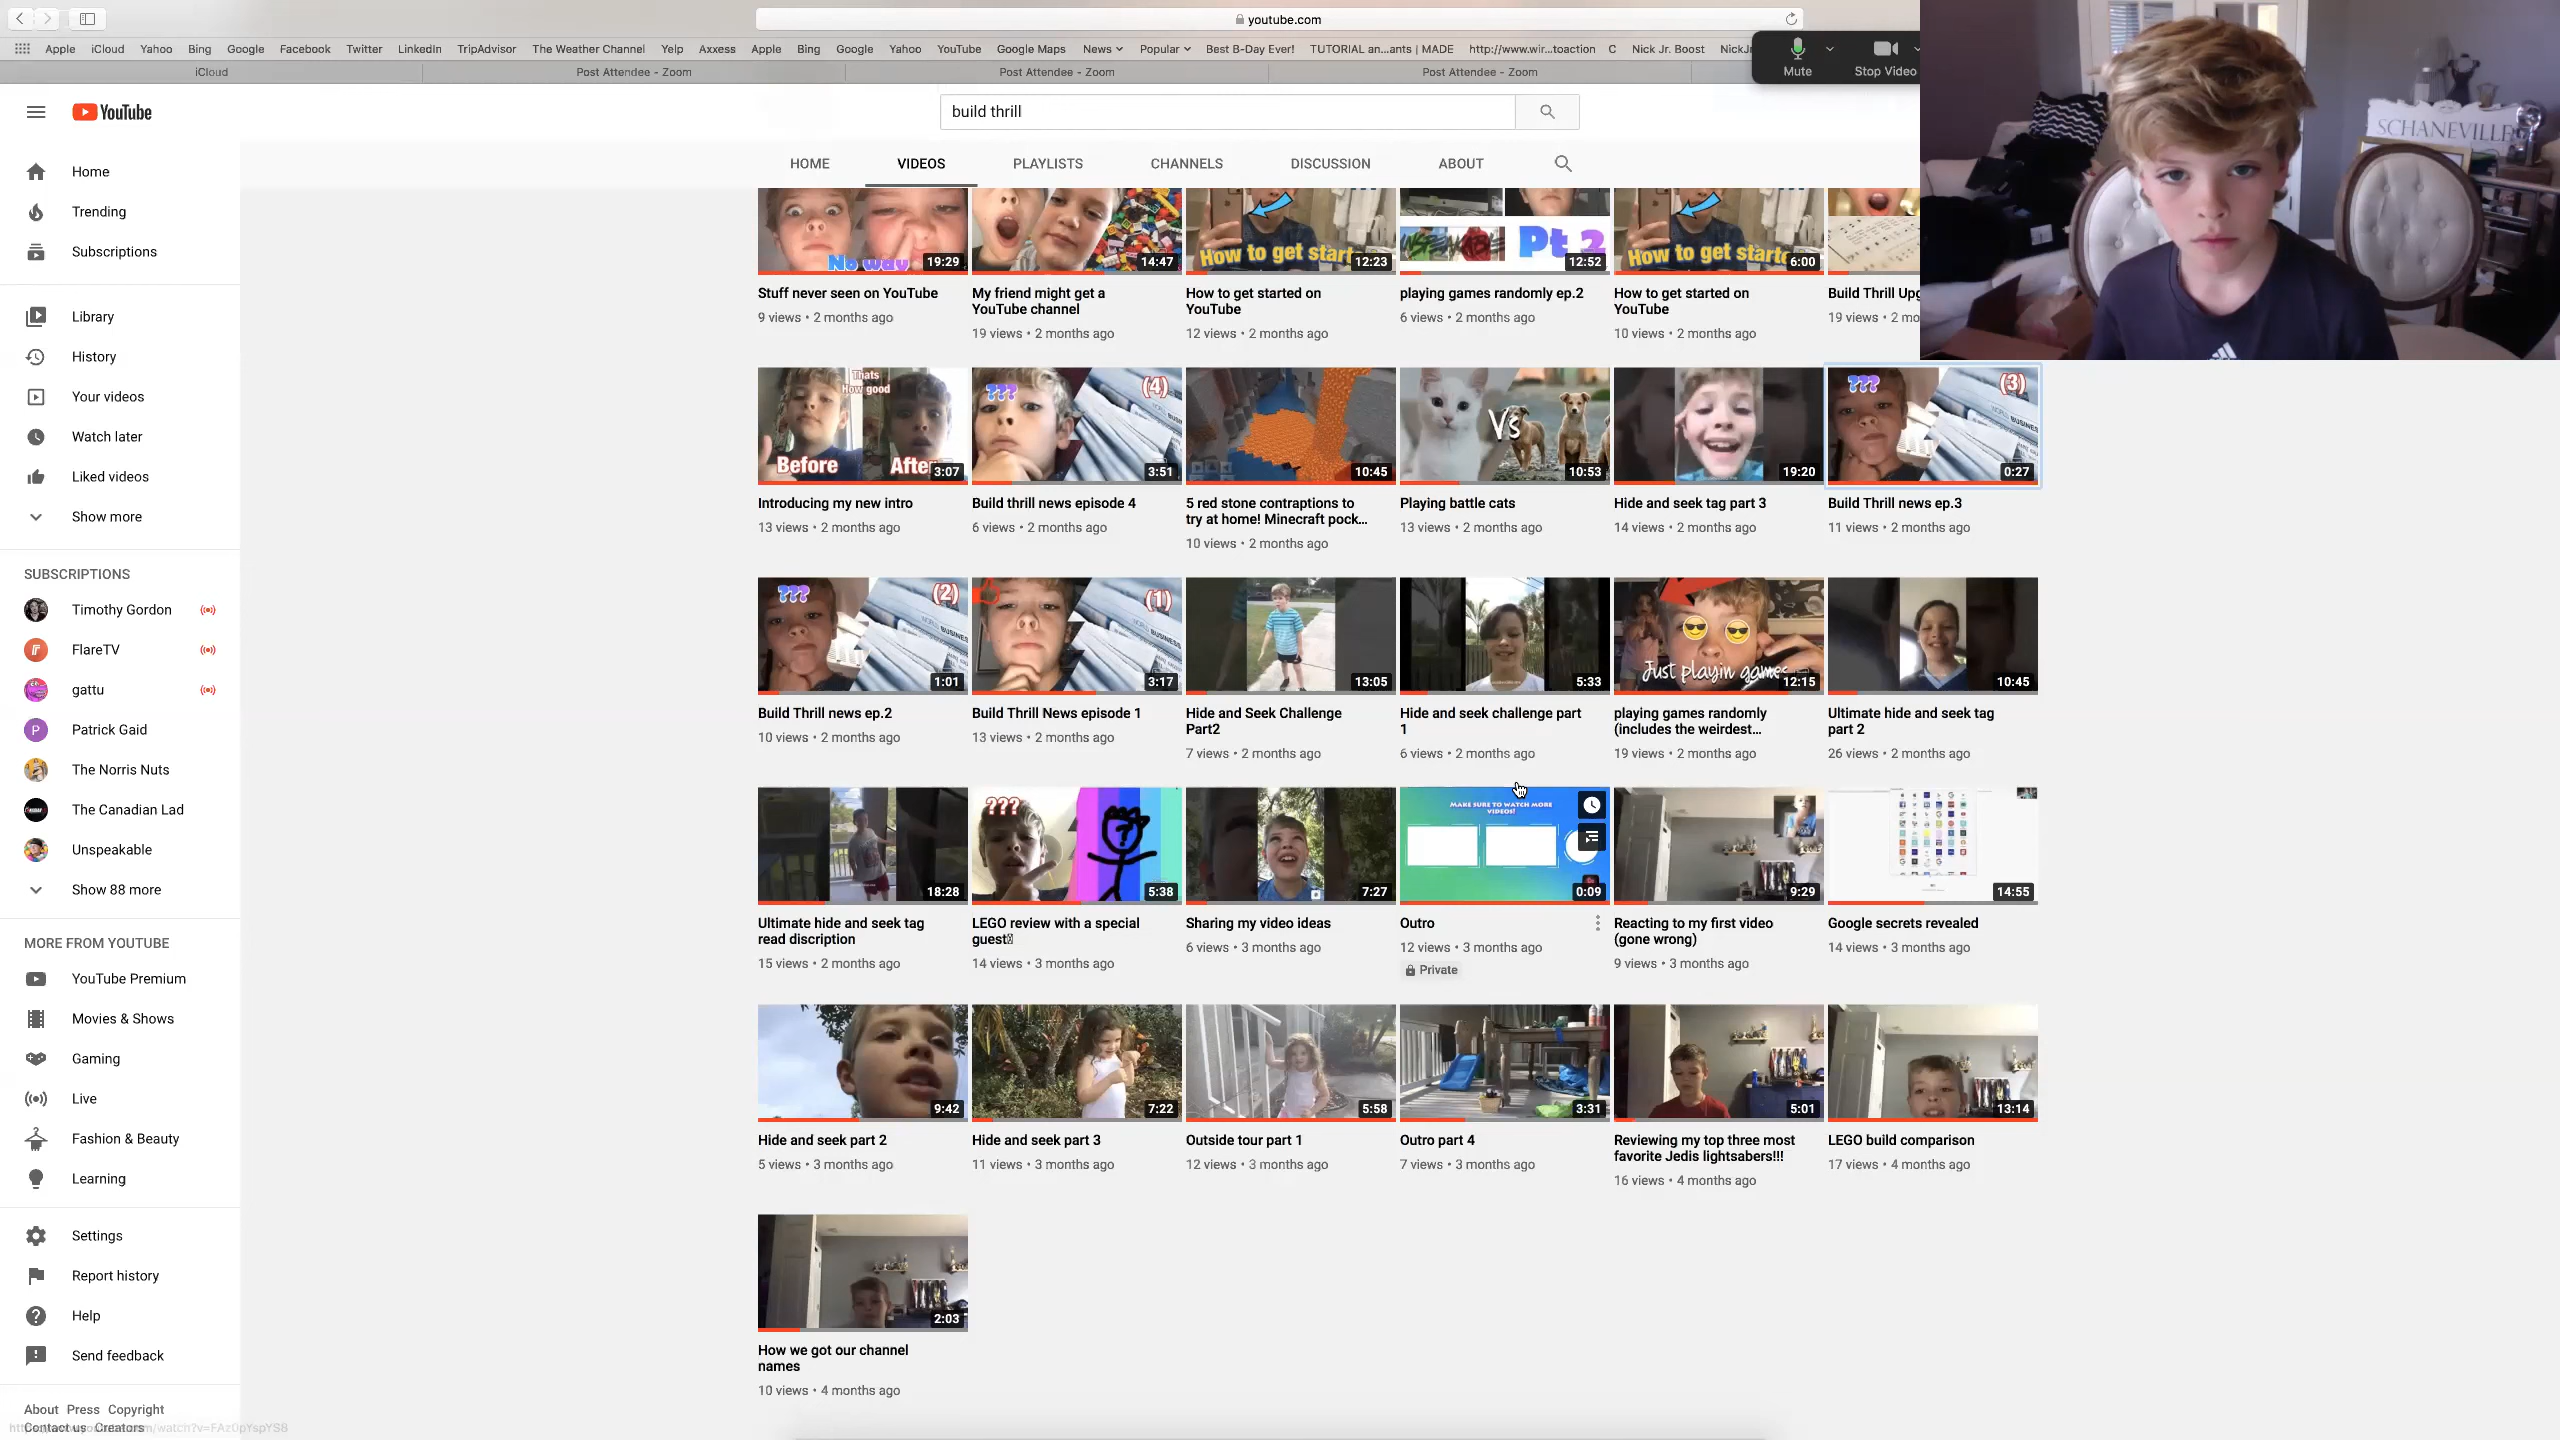 youtube.com
Apple iCloud Yahoo Bing Google Facebook Twitter LinkedIn TripAdvisor The Weather Channel Yelp Axxess Apple Bing Google Yahoo YouTube Google Maps News Popular Best B-Day Ever! TUTORIAL an...ants | MADE http://www.wir...toaction C Nick Jr. Boost
iCloud Post Attendee - Zoom Post Attendee - Zoom Post Attendee - Zoom
Mute Stop Video
SCHANEVILLE
YouTube
build thrill
HOME VIDEOS PLAYLISTS CHANNELS DISCUSSION ABOUT
Home
Trending
Subscriptions
Library
History
Your videos
Watch later
Liked videos
Show more
SUBSCRIPTIONS
Timothy Gordon
FlareTV
gattu
P Patrick Gaid
The Norris Nuts
The Canadian Lad
Unspeakable
Show 88 more
MORE FROM YOUTUBE
YouTube Premium
Movies & Shows
Gaming
Live
Fashion & Beauty
Learning
Settings
Report history
Help
Send feedback
About Press Copyright
Contact us Creators
No way 19:29
Stuff never seen on YouTube
9 views • 2 months ago
14:47
My friend might get a
YouTube channel
19 views • 2 months ago
How to get start 12:23
How to get started on
YouTube
12 views • 2 months ago
Pt 2
12:52
playing games randomly ep.2
6 views • 2 months ago
How to get starte 6:00
How to get started on
YouTube
10 views • 2 months ago
Build Thrill Upg
19 views • 2 mo
Thats
How good
Before After 3:07
Introducing my new intro
13 views • 2 months ago
??? (4)
3:51
Build thrill news episode 4
6 views • 2 months ago
10:45
5 red stone contraptions to
try at home! Minecraft pock...
10 views • 2 months ago
Vs
10:53
Playing battle cats
13 views • 2 months ago
19:20
Hide and seek tag part 3
14 views • 2 months ago
??? (3)
WORLD
BUSINES
0:27
Build Thrill news ep.3
11 views • 2 months ago
??? (2)
WORLD
BUSINES
1:01
Build Thrill news ep.2
10 views • 2 months ago
(1)
WORLD
BUSINES
3:17
Build Thrill News episode 1
13 views • 2 months ago
13:05
Hide and Seek Challenge
Part2
7 views • 2 months ago
5:33
Hide and seek challenge part
1
6 views • 2 months ago
Just playin games 12:15
playing games randomly
(includes the weirdest...
19 views • 2 months ago
10:45
Ultimate hide and seek tag
part 2
26 views • 2 months ago
18:28
Ultimate hide and seek tag
read discription
15 views • 2 months ago
??? ?
5:38
LEGO review with a special
guest
14 views • 3 months ago
7:27
Sharing my video ideas
6 views • 3 months ago
MAKE SURE TO WATCH MORE
VIDEOS!
0:09
Outro
12 views • 3 months ago
Private
9:29
Reacting to my first video
(gone wrong)
9 views • 3 months ago
14:55
Google secrets revealed
14 views • 3 months ago
9:42
Hide and seek part 2
5 views • 3 months ago
7:22
Hide and seek part 3
11 views • 3 months ago
5:58
Outside tour part 1
12 views • 3 months ago
3:31
Outro part 4
7 views • 3 months ago
5:01
Reviewing my top three most
favorite Jedis lightsabers!!!
16 views • 4 months ago
13:14
LEGO build comparison
17 views • 4 months ago
2:03
How we got our channel
names
10 views • 4 months ago